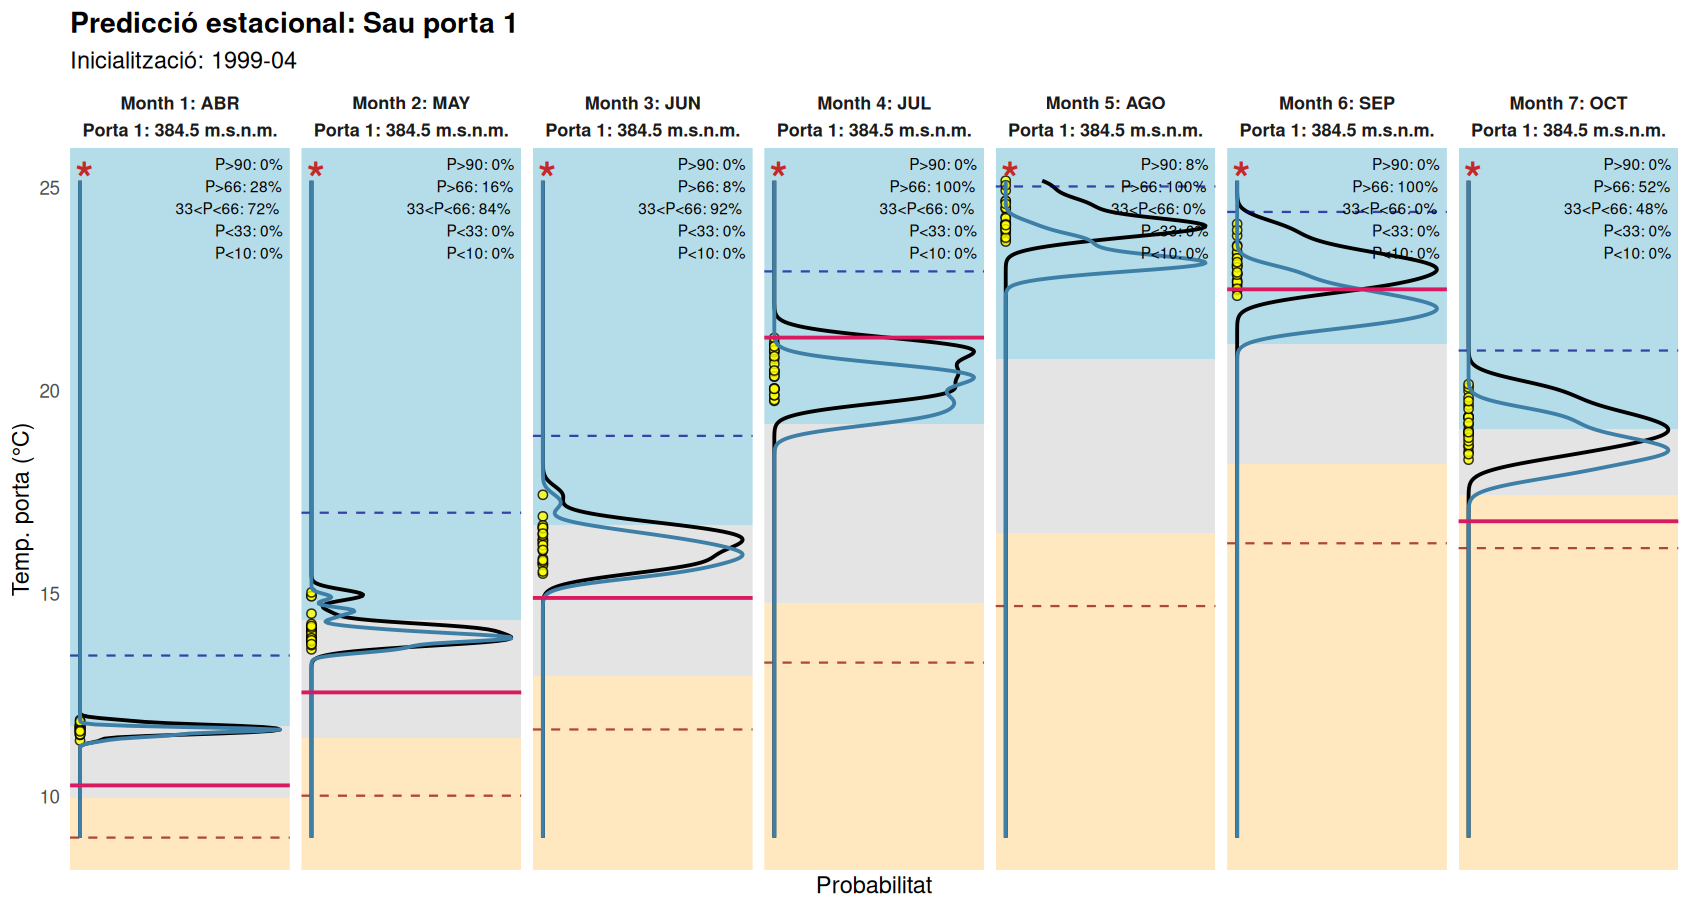 Predicció estacional: Sau porta 1
Inicialització: 1999-04
Month 1: ABR
Porta 1: 384.5 m.s.n.m.
Month 2: MAY
Porta 1: 384.5 m.s.n.m.
Month 3: JUN
Porta 1: 384.5 m.s.n.m.
Month 4: JUL
Porta 1: 384.5 m.s.n.m.
Month 5: AGO
Porta 1: 384.5 m.s.n.m.
Month 6: SEP
Porta 1: 384.5 m.s.n.m.
Month 7: OCT
Porta 1: 384.5 m.s.n.m.
*
P>90: 0%
P>66: 28%
33<P<66: 72%
P<33: 0%
P<10: 0%
*
P>90: 0%
P>66: 16%
33<P<66: 84%
P<33: 0%
P<10: 0%
*
P>90: 0%
P>66: 8%
33<P<66: 92%
P<33: 0%
P<10: 0%
*
P>90: 0%
P>66: 100%
33<P<66: 0%
P<33: 0%
P<10: 0%
*
P>90: 8%
P>66: 100%
33<P<66: 0%
P<33: 0%
P<10: 0%
*
P>90: 0%
P>66: 100%
33<P<66: 0%
P<33: 0%
P<10: 0%
*
P>90: 0%
P>66: 52%
33<P<66: 48%
P<33: 0%
P<10: 0%
25
20
15
10
Temp. porta (°C)
Probabilitat